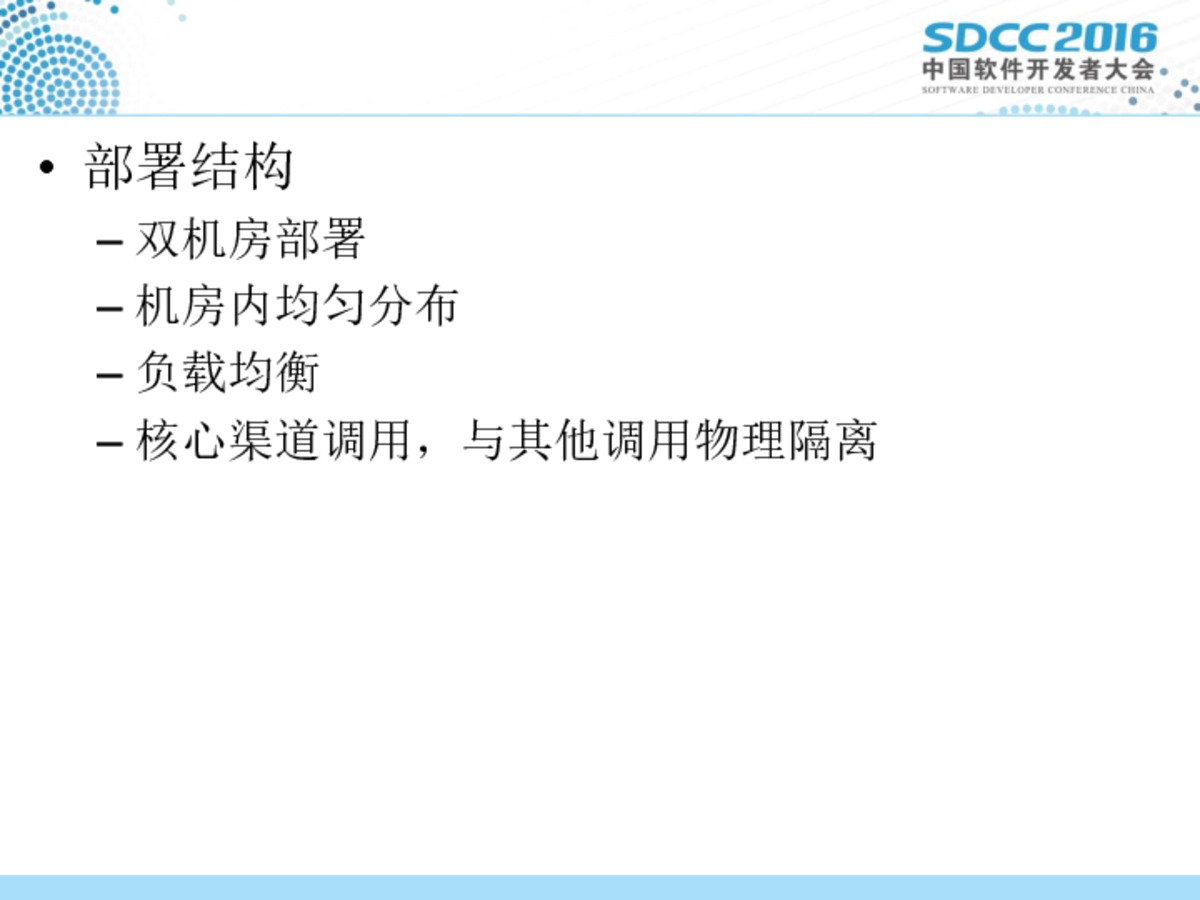 SDCC 2016
中国软件开发者大会
SOFTWARE DEVELOPER CONFERENCE CHINA
• 部署结构
– 双机房部署
– 机房内均匀分布
– 负载均衡
– 核心渠道调用，与其他调用物理隔离